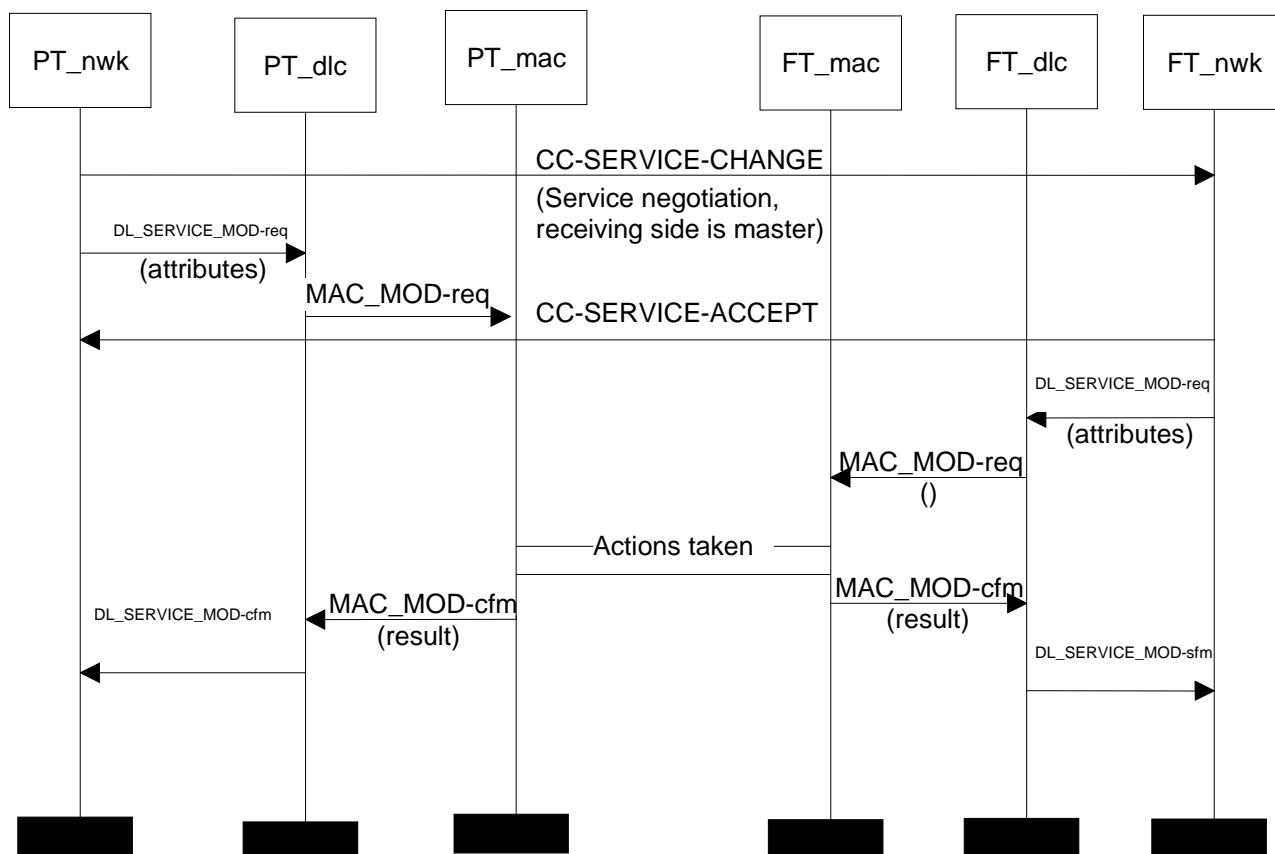 PT_nwk
PT_dlc
PT_mac
FT_mac
FT_dlc
FT_nwk
CC-SERVICE-CHANGE
(Service negotiation,
receiving side is master)
DL_SERVICE_MOD-req
(attributes)
MAC_MOD-req
CC-SERVICE-ACCEPT
DL_SERVICE_MOD-req
(attributes)
MAC_MOD-req
()
Actions taken
MAC_MOD-cfm
(result)
MAC_MOD-cfm
(result)
DL_SERVICE_MOD-cfm
DL_SERVICE_MOD-sfm